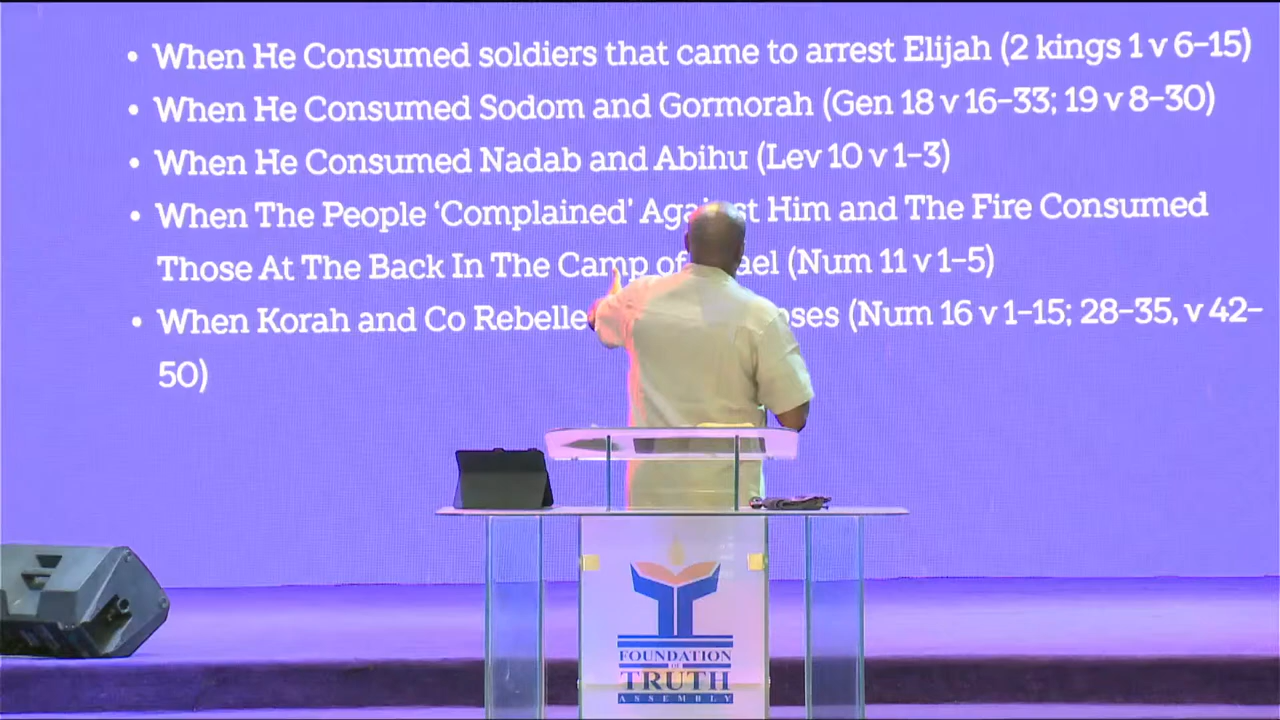 • When He Consumed soldiers that came to arrest Elijah (2 kings 1 v 6-15)
• When He Consumed Sodom and Gormorah (Gen 18 v 16-33; 19 v 8-30)
• When He Consumed Nadab and Abihu (Lev 10 v 1-3)
• When The People ‘Complained’ Aga st Him and The Fire Consumed
Those At The Back In The Camp of ael (Num 11 v 1-5)
• When Korah and Co Rebelle oses (Num 16 v 1-15; 28-35, v 42-
50)
FOUNDATION
OF
TRUTH
ASSEMBLY